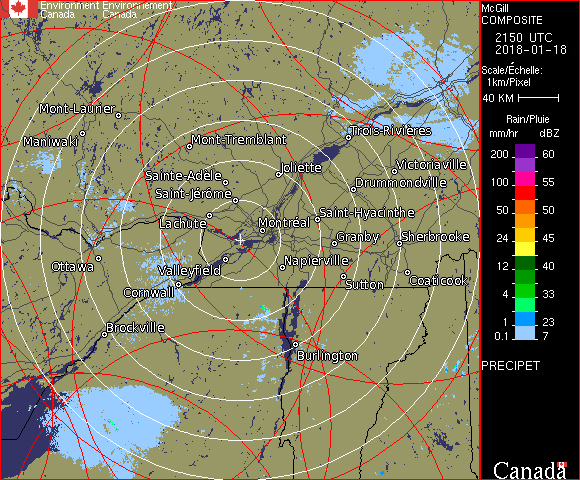 Environment Environnement
Canada Canada
McGill
COMPOSITE
2150 UTC
2018-01-18
Scale/Échelle:
1km/Pixel
40 KM
Rain/Pluie
mm/hr dBZ
200 60
150 55
100 55
50 50
24 45
12 40
4 33
1 23
0.1 7
PRECIPET
Canada
Mont-Laurier
Maniwaki
Mont-Tremblant
Trois-Rivières
Sainte-Adèle
Joliette
Victoriaville
Saint-Jérôme
Drummondville
Lachute
Montréal
Saint-Hyacinthe
Granby
Sherbrooke
Ottawa
Valleyfield
Napierville
Cornwall
Sutton
Coaticook
Brockville
Burlington